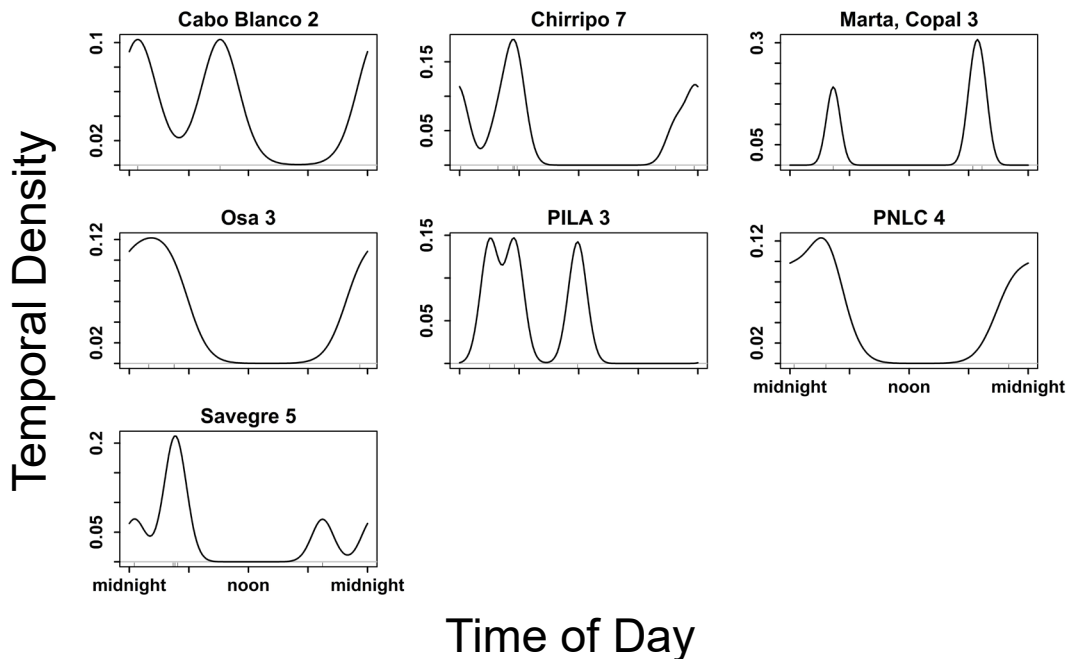 Cabo Blanco 2
0.1
0.02
Chirripo 7
0.15
0.05
Marta, Copal 3
0.3
0.05
Osa 3
0.12
0.02
PILA 3
0.15
0.05
PNLC 4
0.12
0.02
midnight noon midnight
Savegre 5
0.2
0.05
midnight noon midnight
Temporal Density
Time of Day